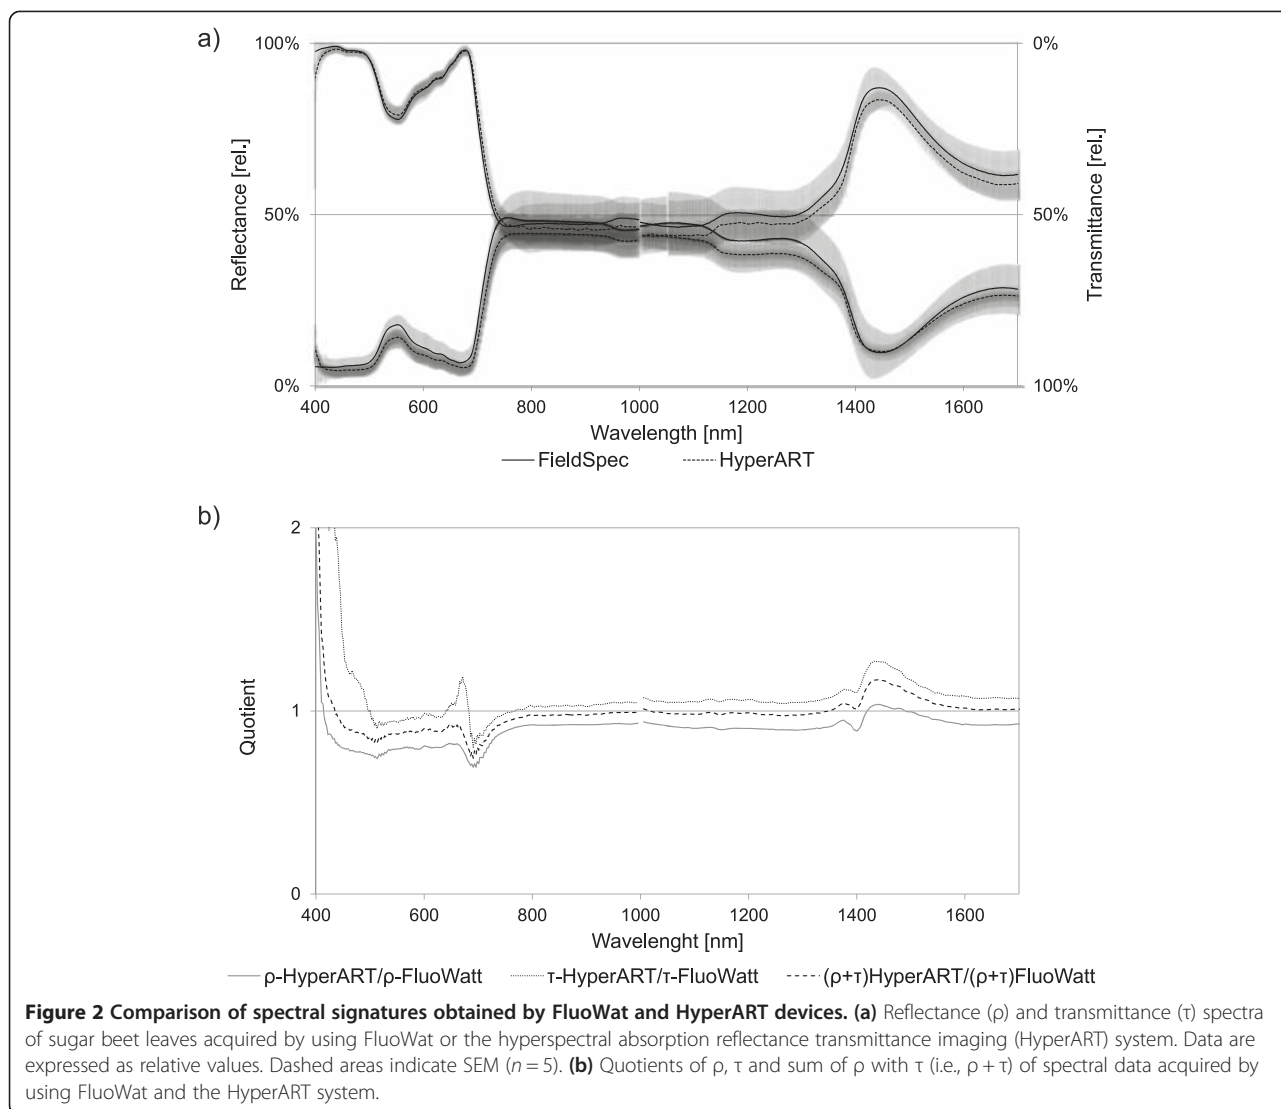 a)
100%
0%
Reflectance [rel.]
50%
50%
Transmittance [rel.]
0%
100%
400 600 800 1000 1200 1400 1600
Wavelength [nm]
FieldSpec HyperART
b)
2
Quotient
1
0
400 600 800 1000 1200 1400 1600
Wavelenght [nm]
ρ-HyperART/ρ-FluoWatt τ-HyperART/τ-FluoWatt (ρ+τ)HyperART/(ρ+τ)FluoWatt
Figure 2 Comparison of spectral signatures obtained by FluoWat and HyperART devices. (a) Reflectance (ρ) and transmittance (τ) spectra
of sugar beet leaves acquired by using FluoWat or the hyperspectral absorption reflectance transmittance imaging (HyperART) system. Data are
expressed as relative values. Dashed areas indicate SEM (n = 5). (b) Quotients of ρ, τ and sum of ρ with τ (i.e., ρ + τ) of spectral data acquired by
using FluoWat and the HyperART system.